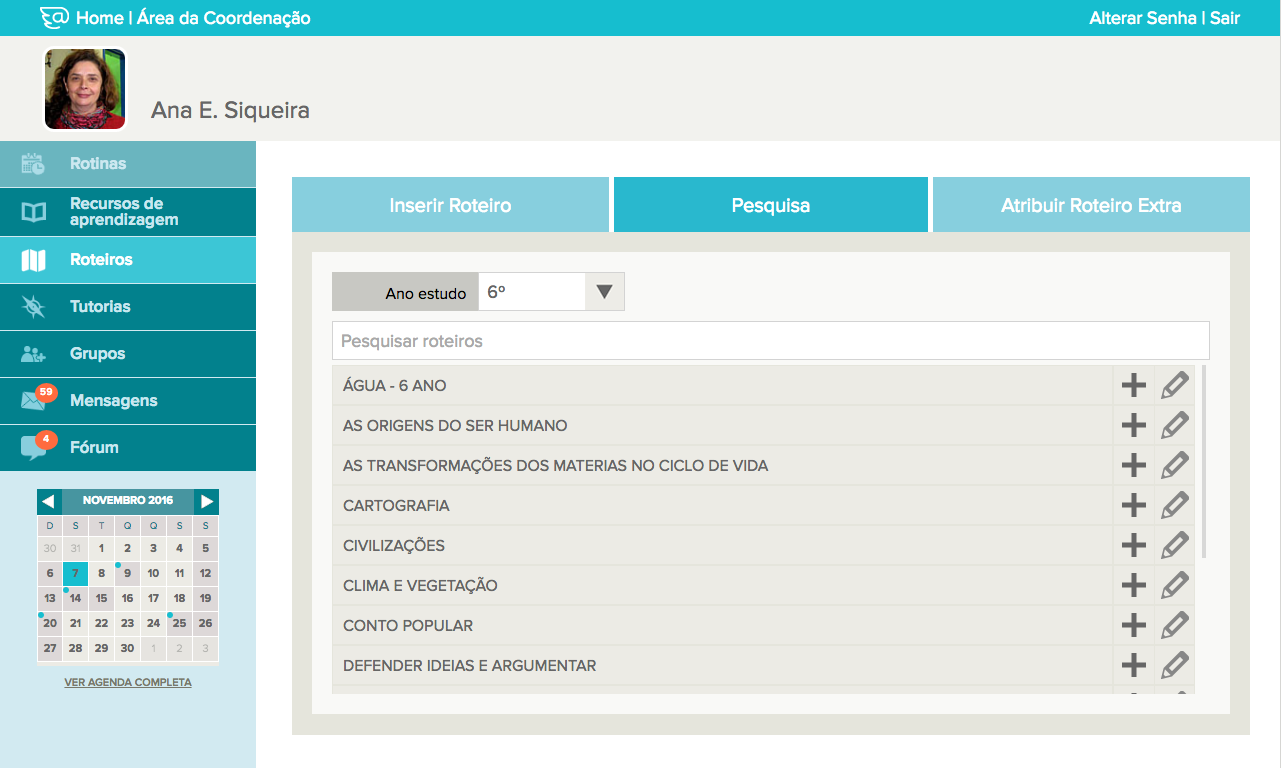 Home | Área da Coordenação
Alterar Senha | Sair
Ana E. Siqueira
Rotinas
Recursos de
aprendizagem
Roteiros
Tutorias
Grupos
59
Mensagens
4
Fórum
NOVEMBRO 2016
D S T Q Q S S
30 31 1 2 3 4 5
6 7 8 9 10 11 12
13 14 15 16 17 18 19
20 21 22 23 24 25 26
27 28 29 30 1 2 3
VER AGENDA COMPLETA
Inserir Roteiro
Pesquisa
Atribuir Roteiro Extra
Ano estudo 6º
Pesquisar roteiros
ÁGUA - 6 ANO
AS ORIGENS DO SER HUMANO
AS TRANSFORMAÇÕES DOS MATERIAS NO CICLO DE VIDA
CARTOGRAFIA
CIVILIZAÇÕES
CLIMA E VEGETAÇÃO
CONTO POPULAR
DEFENDER IDEIAS E ARGUMENTAR